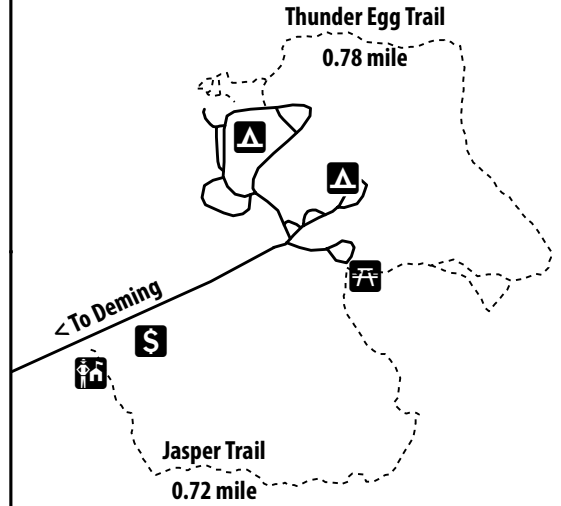 Thunder Egg Trail
0.78 mile
< To Deming
$
Jasper Trail
0.72 mile